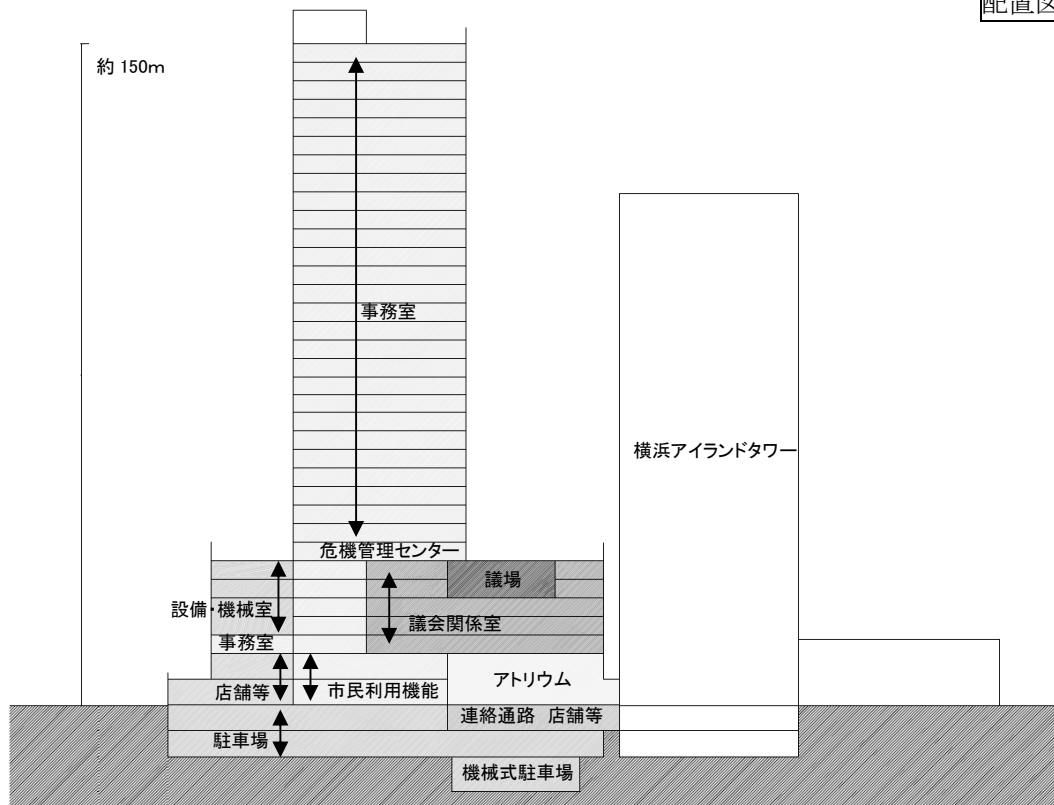 配置図
約 150m
事務室
横浜アイランドタワー
危機管理センター
議場
設備・機械室
議会関係室
事務室
アトリウム
店舗等
市民利用機能
連絡通路 店舗等
駐車場
機械式駐車場